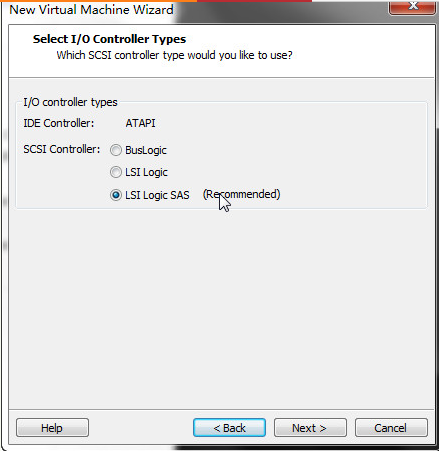 New Virtual Machine Wizard
Select I/O Controller Types
Which SCSI controller type would you like to use?
I/O controller types
IDE Controller: ATAPI
SCSI Controller: BusLogic
LSI Logic
LSI Logic SAS (Recommended)
Help < Back Next > Cancel